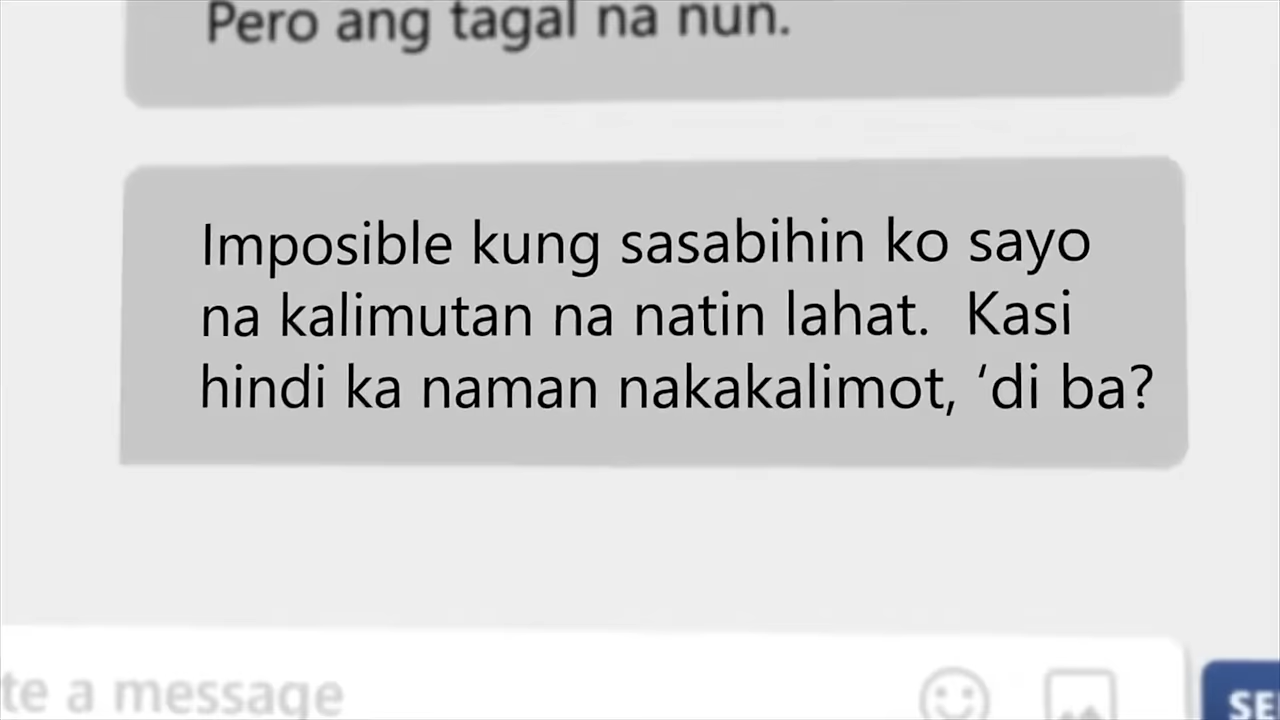 Pero ang tagal na nun.
Imposible kung sasabihin ko sayo
na kalimutan na natin lahat.  Kasi
hindi ka naman nakakalimot, ‘di ba?
te a message
SE